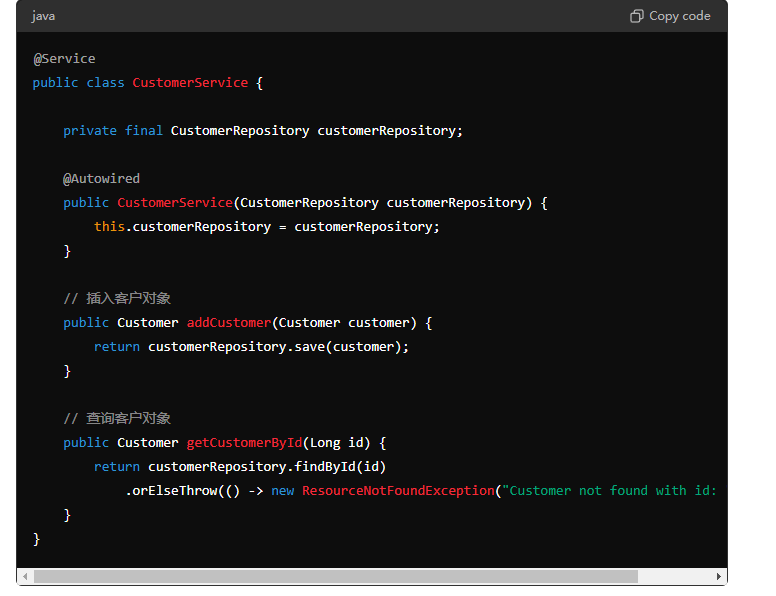 java
Copy code
@Service
public class CustomerService {
private final CustomerRepository customerRepository;
@Autowired
public CustomerService(CustomerRepository customerRepository) {
this.customerRepository = customerRepository;
}
// 插入客户对象
public Customer addCustomer(Customer customer) {
return customerRepository.save(customer);
}
// 查询客户对象
public Customer getCustomerById(Long id) {
return customerRepository.findById(id)
.orElseThrow(() -> new ResourceNotFoundException("Customer not found with id:
}
}